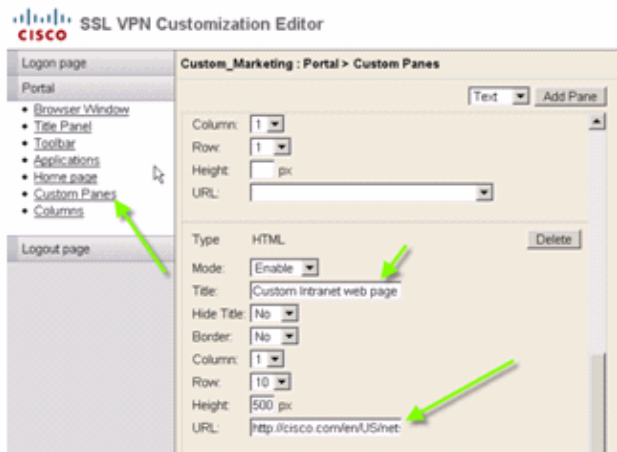 CISCO
SSL VPN Customization Editor
Logon page
Portal
Browser Window
Title Panel
Toolbar
Applications
Home page
Custom Panes
Columns
Logout page
Custom_Marketing : Portal > Custom Panes
Text Add Pane
Column: 1
Row: 1
Height: px
URL:
Type HTML Delete
Mode: Enable
Title: Custom Intranet web page
Hide Title: No
Border: No
Column: 1
Row: 10
Height: 500 px
URL: http://cisco.com/en/US/net